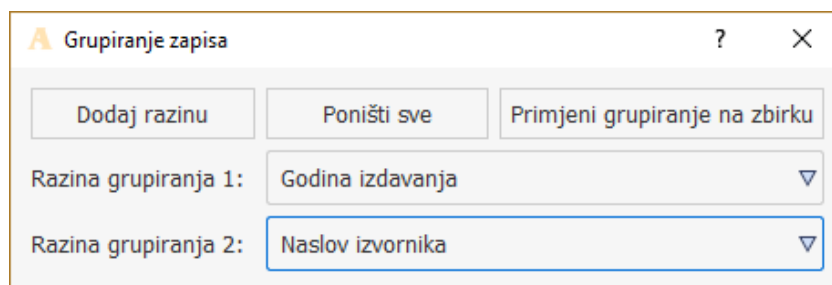 Grupiranje zapisa ?
Dodaj razinu Poništi sve Primjeni grupiranje na zbirku
Razina grupiranja 1: Godina izdavanja
Razina grupiranja 2: Naslov izvornika